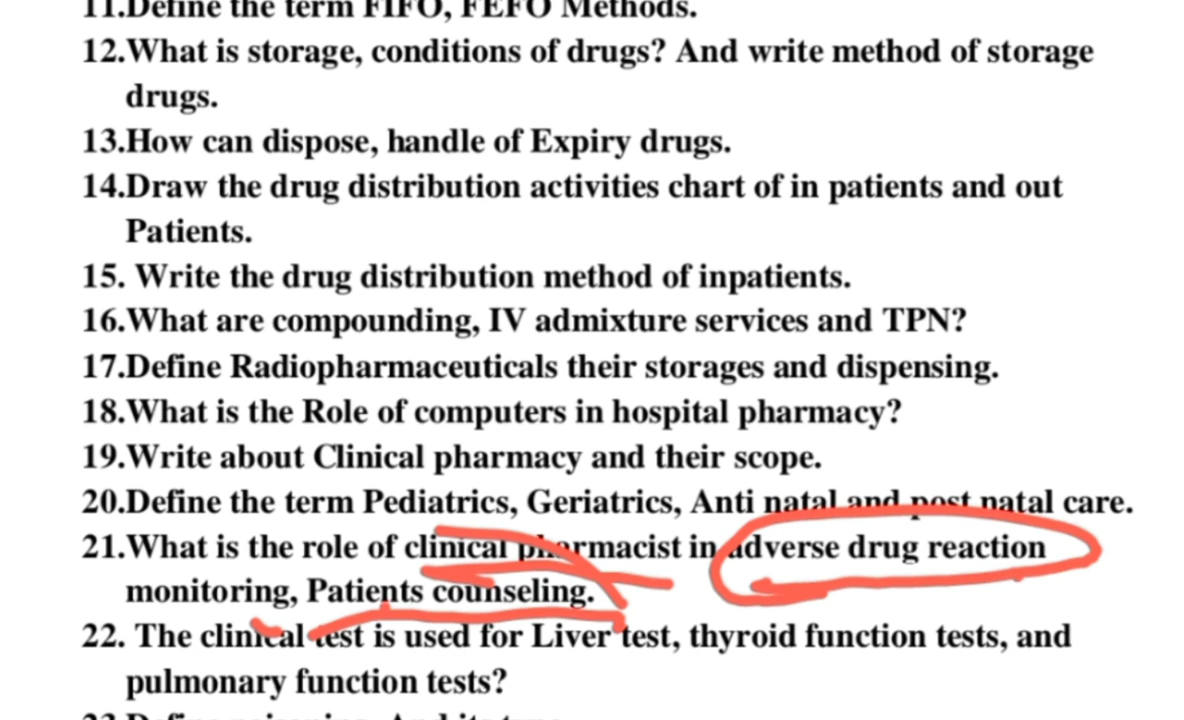 11.Define the term FIFO, FEFO Methods.
12.What is storage, conditions of drugs? And write method of storage
drugs.
13.How can dispose, handle of Expiry drugs.
14.Draw the drug distribution activities chart of in patients and out
Patients.
15. Write the drug distribution method of inpatients.
16.What are compounding, IV admixture services and TPN?
17.Define Radiopharmaceuticals their storages and dispensing.
18.What is the Role of computers in hospital pharmacy?
19.Write about Clinical pharmacy and their scope.
20.Define the term Pediatrics, Geriatrics, Anti natal and post natal care.
21.What is the role of clinical pharmacist in adverse drug reaction
monitoring, Patients counseling.
22. The clinical test is used for Liver test, thyroid function tests, and
pulmonary function tests?
23.Define poisoning. And its type